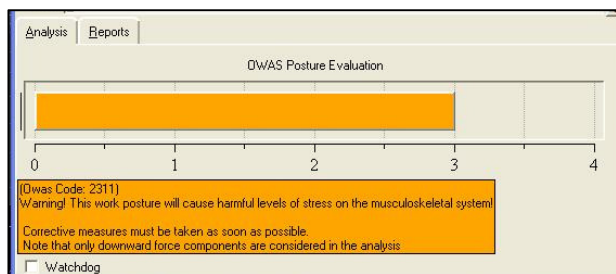 Analysis Reports
OWAS Posture Evaluation
0 1 2 3 4
(Owas Code: 2311)
Warning! This work posture will cause harmful levels of stress on the musculoskeletal system!
Corrective measures must be taken as soon as possible.
Note that only downward force components are considered in the analysis
Watchdog